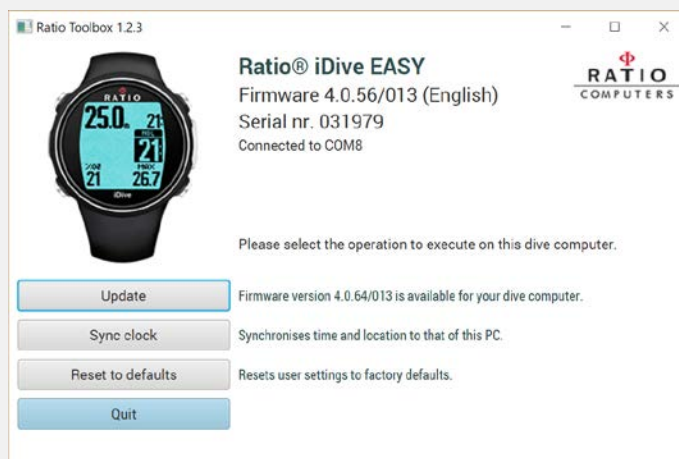 Ratio Toolbox 1.2.3
RATIO
COMPUTERS
Ratio® iDive EASY
Firmware 4.0.56/013 (English)
Serial nr. 031979
Connected to COM8
RATIO
25.0
21
21
MAX
21
26.7
iDive
Please select the operation to execute on this dive computer.
Update
Firmware version 4.0.64/013 is available for your dive computer.
Sync clock
Synchronises time and location to that of this PC.
Reset to defaults
Resets user settings to factory defaults.
Quit